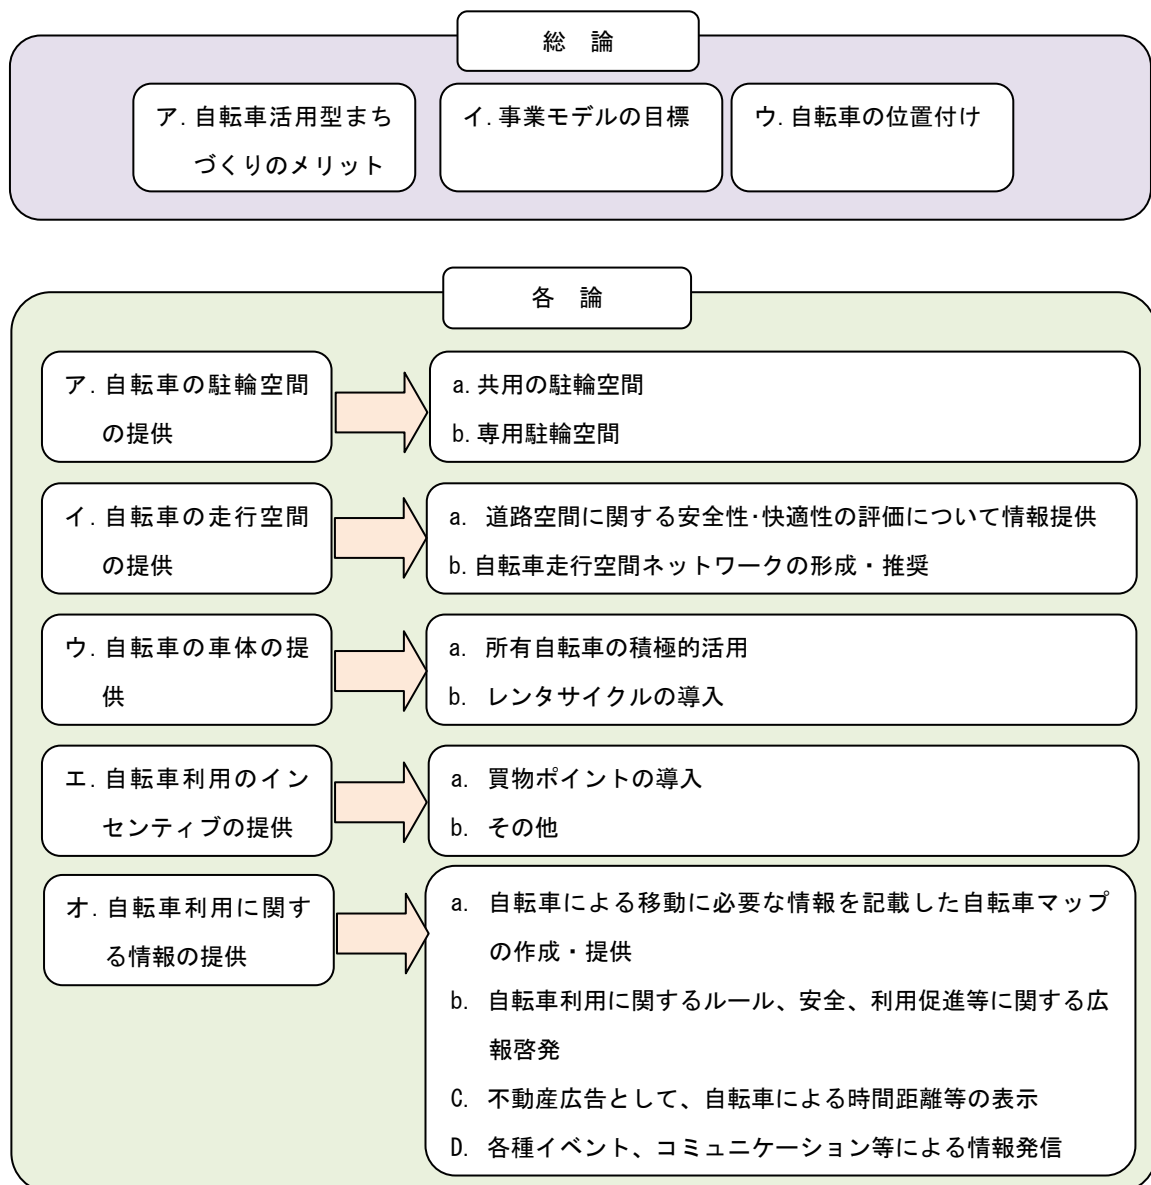 総　論
ア. 自転車活用型まち
づくりのメリット
イ. 事業モデルの目標
ウ. 自転車の位置付け
各　論
ア. 自転車の駐輪空間
の提供
a. 共用の駐輪空間
b. 専用駐輪空間
イ. 自転車の走行空間
の提供
a. 道路空間に関する安全性・快適性の評価について情報提供
b. 自転車走行空間ネットワークの形成・推奨
ウ. 自転車の車体の提
供
a. 所有自転車の積極的活用
b. レンタサイクルの導入
エ. 自転車利用のイン
センティブの提供
a. 買物ポイントの導入
b. その他
オ. 自転車利用に関す
る情報の提供
a. 自転車による移動に必要な情報を記載した自転車マップ
の作成・提供
b. 自転車利用に関するルール、安全、利用促進等に関する広
報啓発
C. 不動産広告として、自転車による時間距離等の表示
D. 各種イベント、コミュニケーション等による情報発信